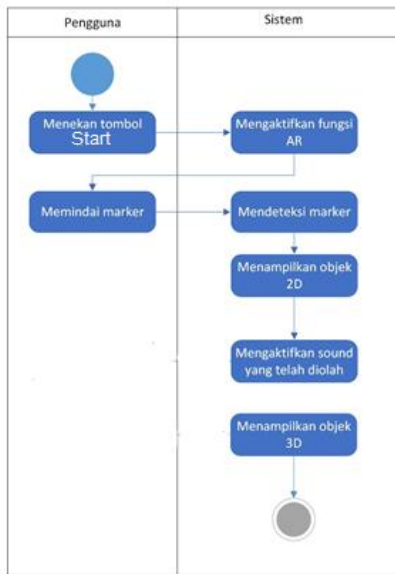 Pengguna
Sistem
Menekan tombol
Start
Mengaktifkan fungsi
AR
Memindai marker
Mendeteksi marker
Menampilkan objek
2D
Mengaktifkan sound
yang telah diolah
Menampilkan objek
3D